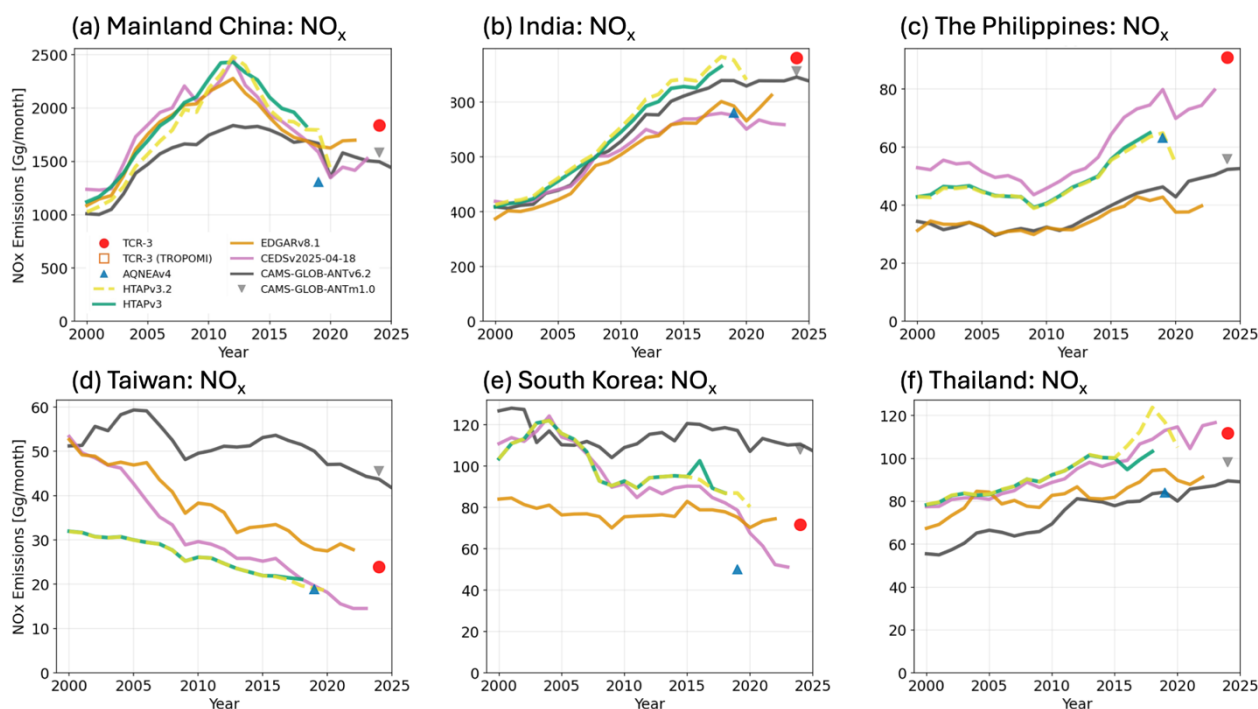 (a) Mainland China: NOx
(b) India: NOx
(c) The Philippines: NOx
NOx Emissions [Gg/month]
2500
2000
1500
1000
500
0
TCR-3
TCR-3 (TROPOMI)
AQNEAv4
HTAPv3.2
HTAPv3
EDGARv8.1
CEDSv2025-04-18
CAMS-GLOB-ANTv6.2
CAMS-GLOB-ANTm1.0
2000 2005 2010 2015 2020 2025
Year
300
500
400
200
0
2000 2005 2010 2015 2020 2025
Year
80
60
40
20
0
2000 2005 2010 2015 2020 2025
Year
(d) Taiwan: NOx
(e) South Korea: NOx
(f) Thailand: NOx
NOx Emissions [Gg/month]
60
50
40
30
20
10
0
2000 2005 2010 2015 2020 2025
Year
120
100
80
60
40
20
0
2000 2005 2010 2015 2020 2025
Year
120
100
80
60
40
20
0
2000 2005 2010 2015 2020 2025
Year